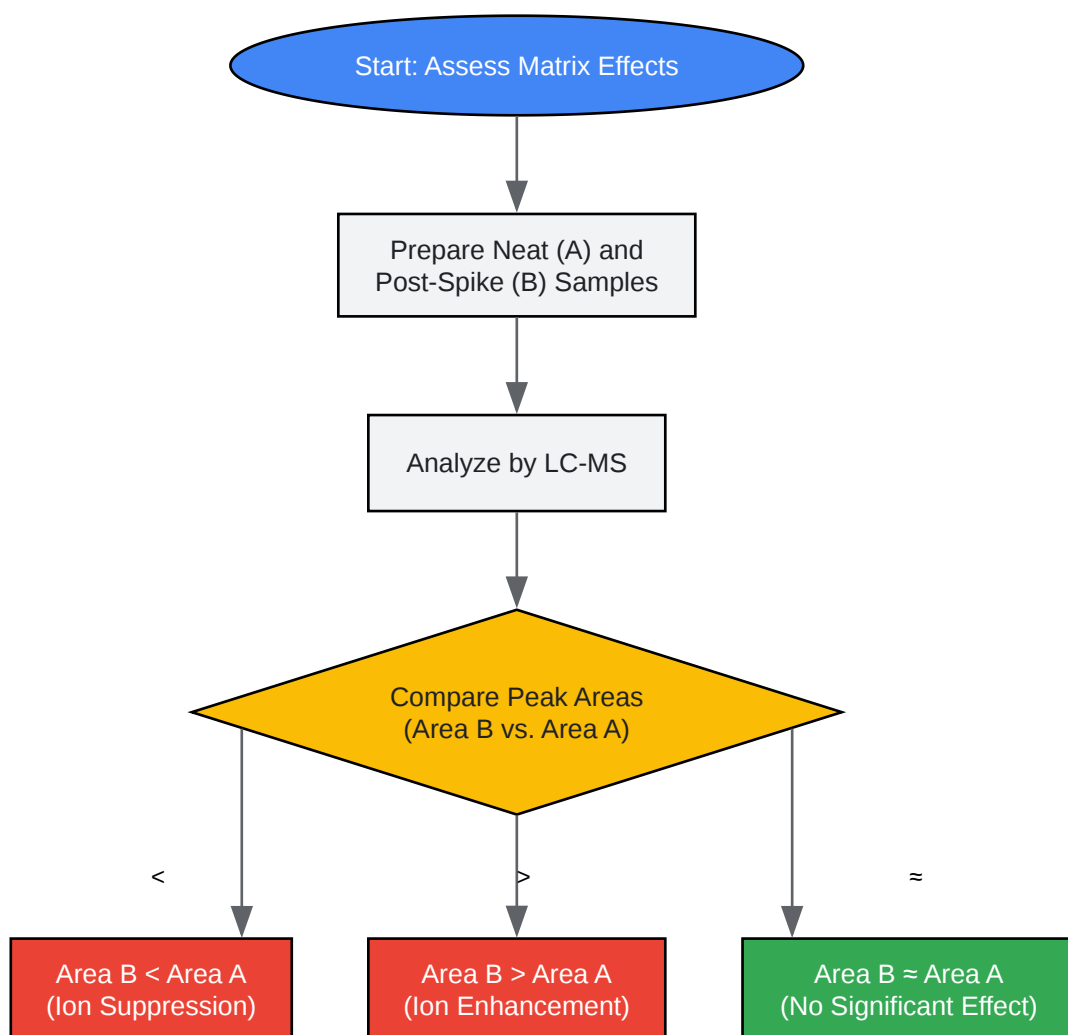 Start: Assess Matrix Effects
Prepare Neat (A) and
Post-Spike (B) Samples
Analyze by LC-MS
Compare Peak Areas
(Area B vs. Area A)
<
>
≈
Area B < Area A
(Ion Suppression)
Area B > Area A
(Ion Enhancement)
Area B ≈ Area A
(No Significant Effect)